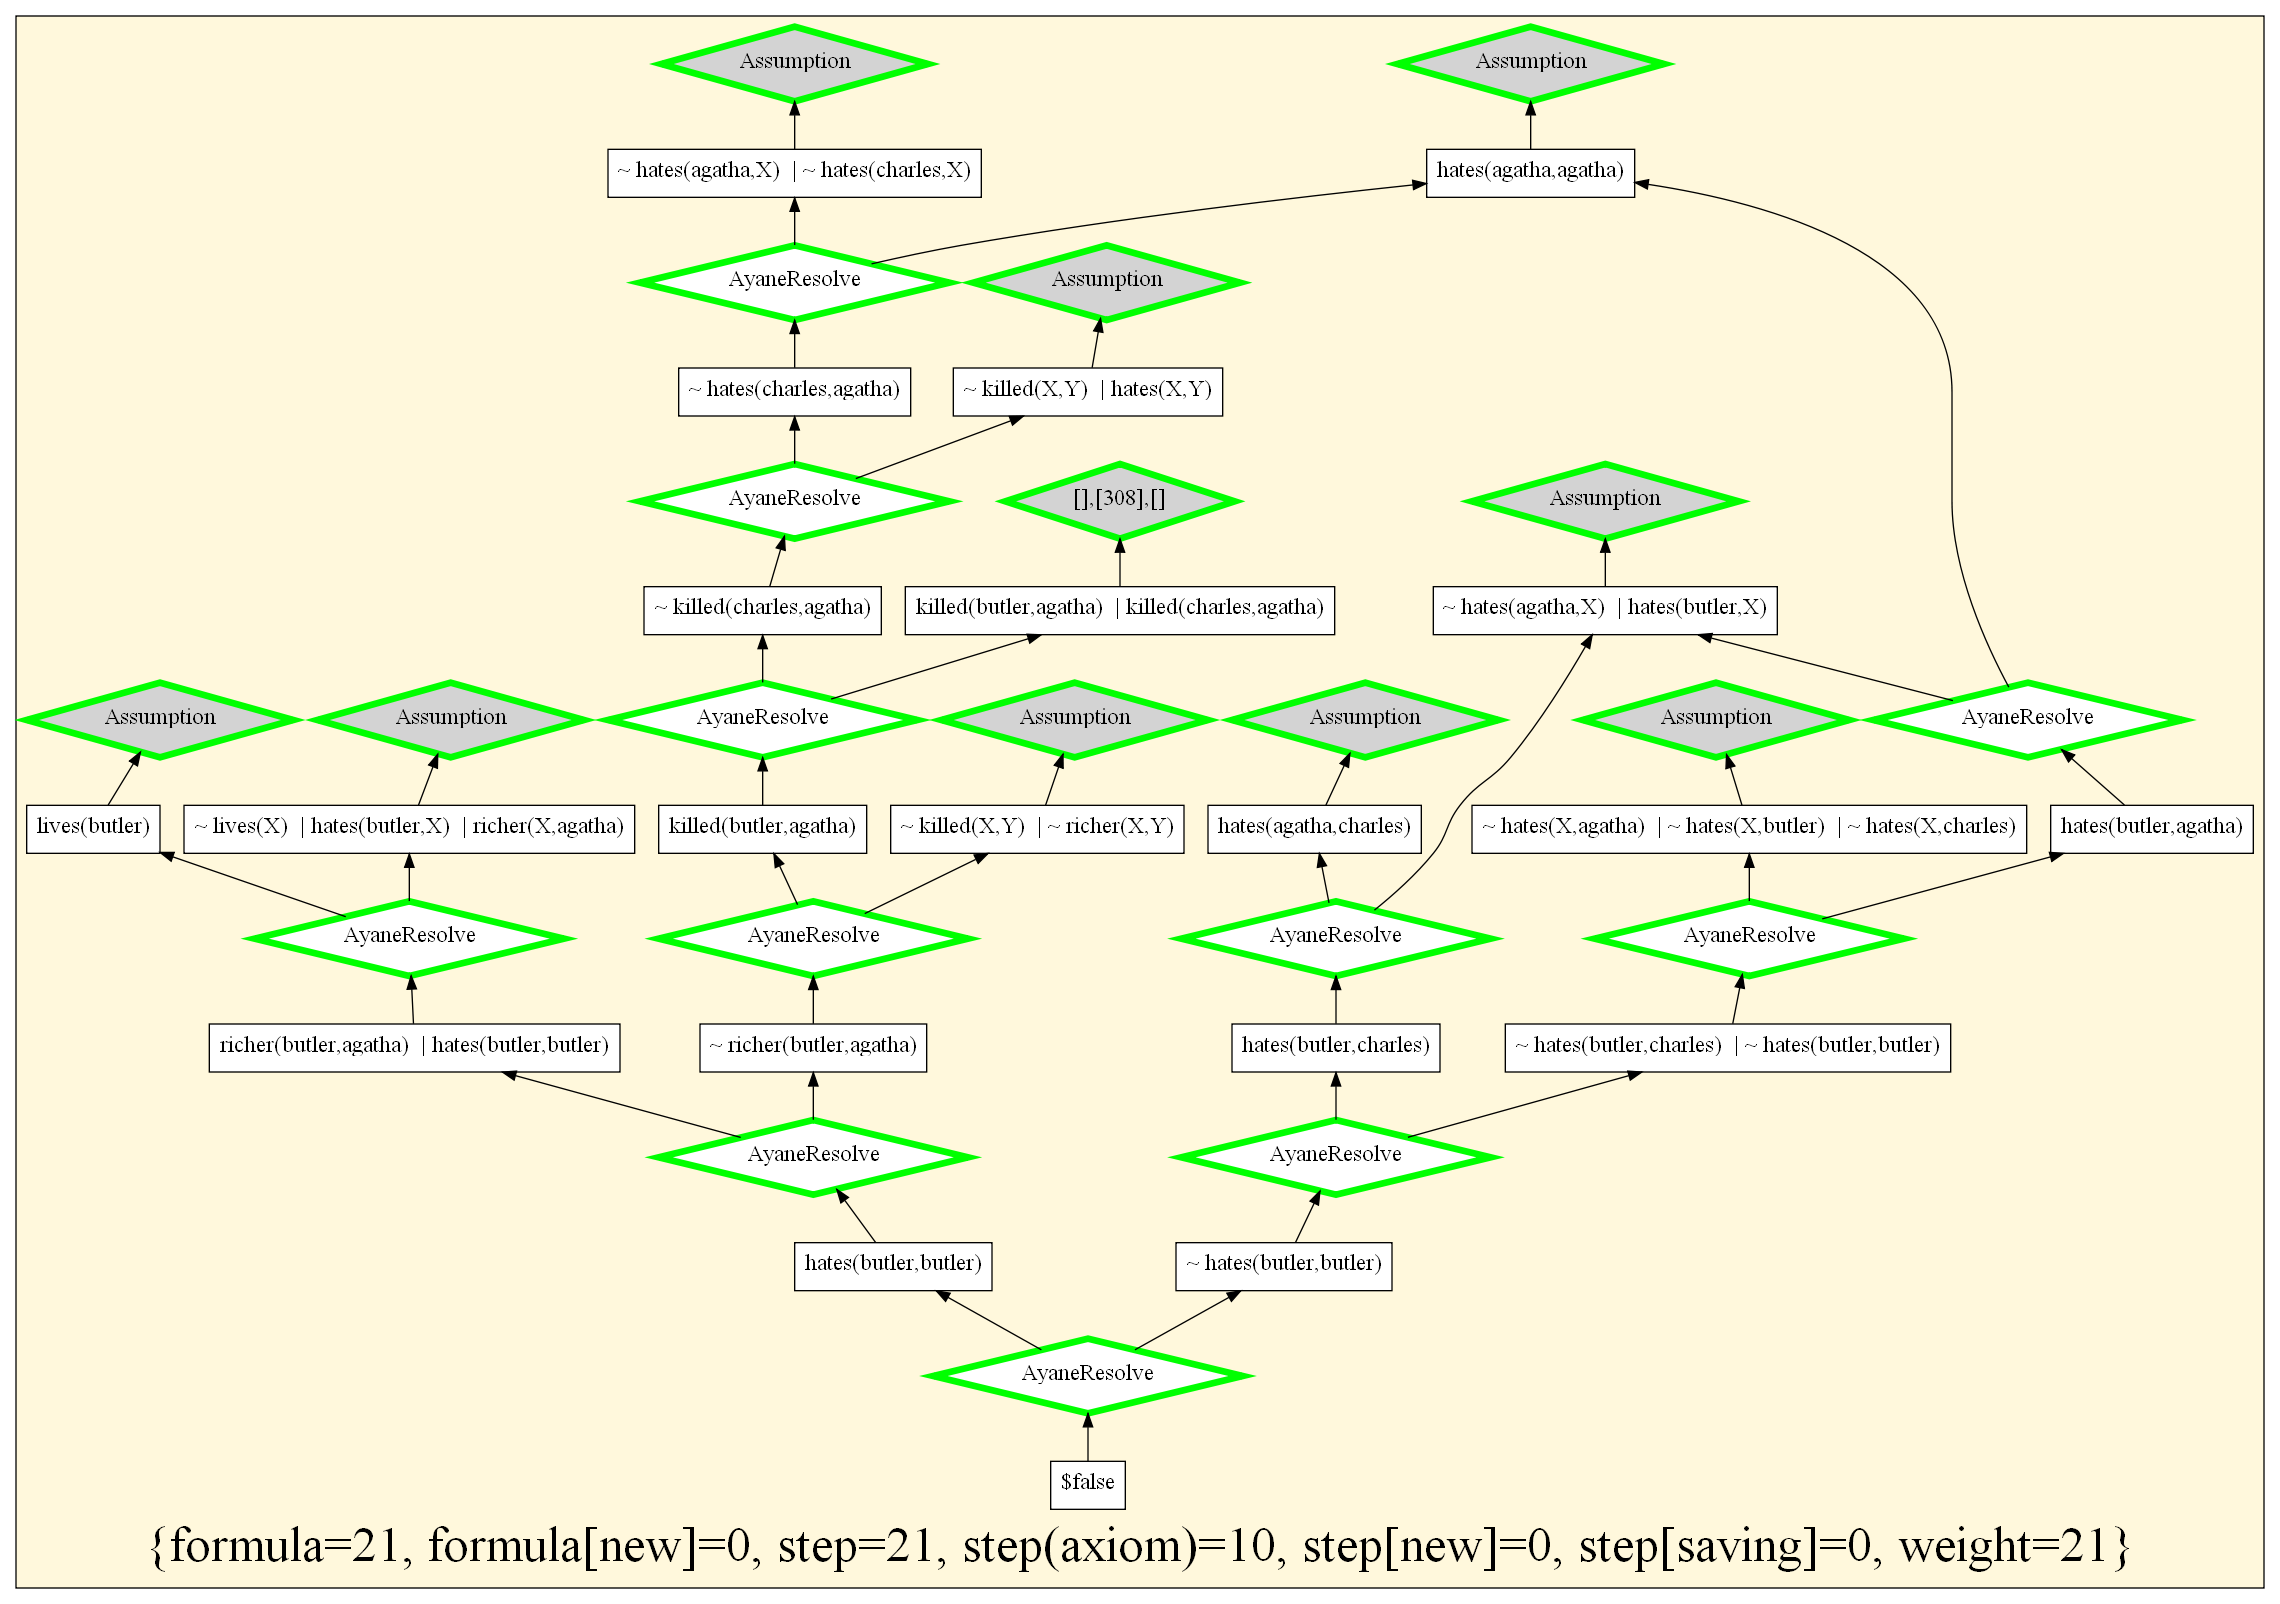 Assumption
Assumption
~ hates(agatha,X) | ~ hates(charles,X)
hates(agatha,agatha)
AyaneResolve
Assumption
~ hates(charles,agatha)
~ killed(X,Y) | hates(X,Y)
AyaneResolve
[],[308],[]
Assumption
~ killed(charles,agatha)
killed(butler,agatha) | killed(charles,agatha)
~ hates(agatha,X) | hates(butler,X)
Assumption
Assumption
AyaneResolve
Assumption
Assumption
Assumption
AyaneResolve
lives(butler)
~ lives(X) | hates(butler,X) | richer(X,agatha)
killed(butler,agatha)
~ killed(X,Y) | ~ richer(X,Y)
hates(agatha,charles)
~ hates(X,agatha) | ~ hates(X,butler) | ~ hates(X,charles)
hates(butler,agatha)
AyaneResolve
AyaneResolve
AyaneResolve
AyaneResolve
richer(butler,agatha) | hates(butler,butler)
~ richer(butler,agatha)
hates(butler,charles)
~ hates(butler,charles) | ~ hates(butler,butler)
AyaneResolve
AyaneResolve
hates(butler,butler)
~ hates(butler,butler)
AyaneResolve
$false
{formula=21, formula[new]=0, step=21, step(axiom)=10, step[new]=0, step[saving]=0, weight=21}